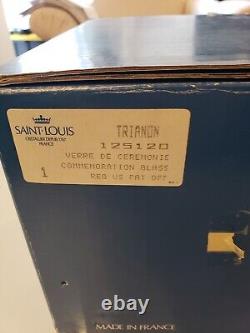 SAINT-LOUIS
CRISTALLERIE DEPUIS 1767
FRANCE
1
TRIANON
125120
VERRE DE CEREMONIE
COMMEMORATION GLASS
REG US PAT OFF
MADE IN FRANCE